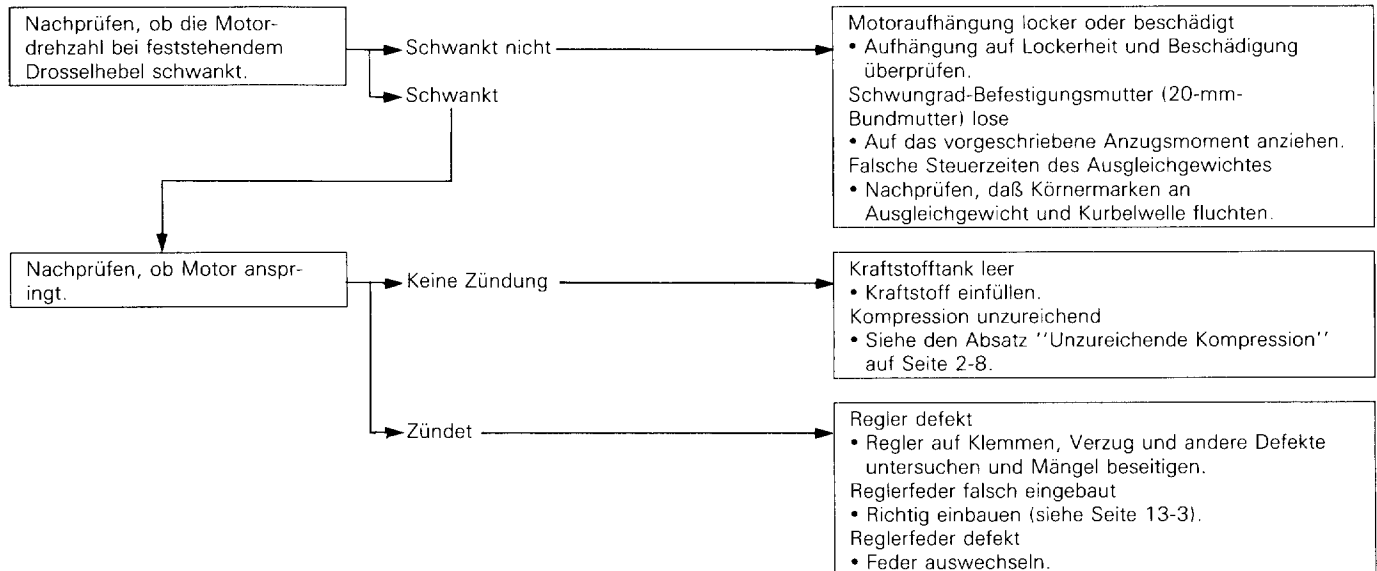 Nachprüfen, ob die Motor-
drehzahl bei feststehendem
Drosselhebel schwankt.
Schwankt nicht
Schwankt
Motoraufhängung locker oder beschädigt
• Aufhängung auf Lockerheit und Beschädigung
überprüfen.
Schwungrad-Befestigungsmutter (20-mm-
Bundmutter) lose
• Auf das vorgeschriebene Anzugsmoment anziehen.
Falsche Steuerzeiten des Ausgleichgewichtes
• Nachprüfen, daß Körnermarken an
Ausgleichgewicht und Kurbelwelle fluchten.
Nachprüfen, ob Motor anspr-
ingt.
Keine Zündung
Kraftstofftank leer
• Kraftstoff einfüllen.
Kompression unzureichend
• Siehe den Absatz ''Unzureichende Kompression''
auf Seite 2-8.
Zündet
Regler defekt
• Regler auf Klemmen, Verzug und andere Defekte
untersuchen und Mängel beseitigen.
Reglerfeder falsch eingebaut
• Richtig einbauen (siehe Seite 13-3).
Reglerfeder defekt
• Feder auswechseln.